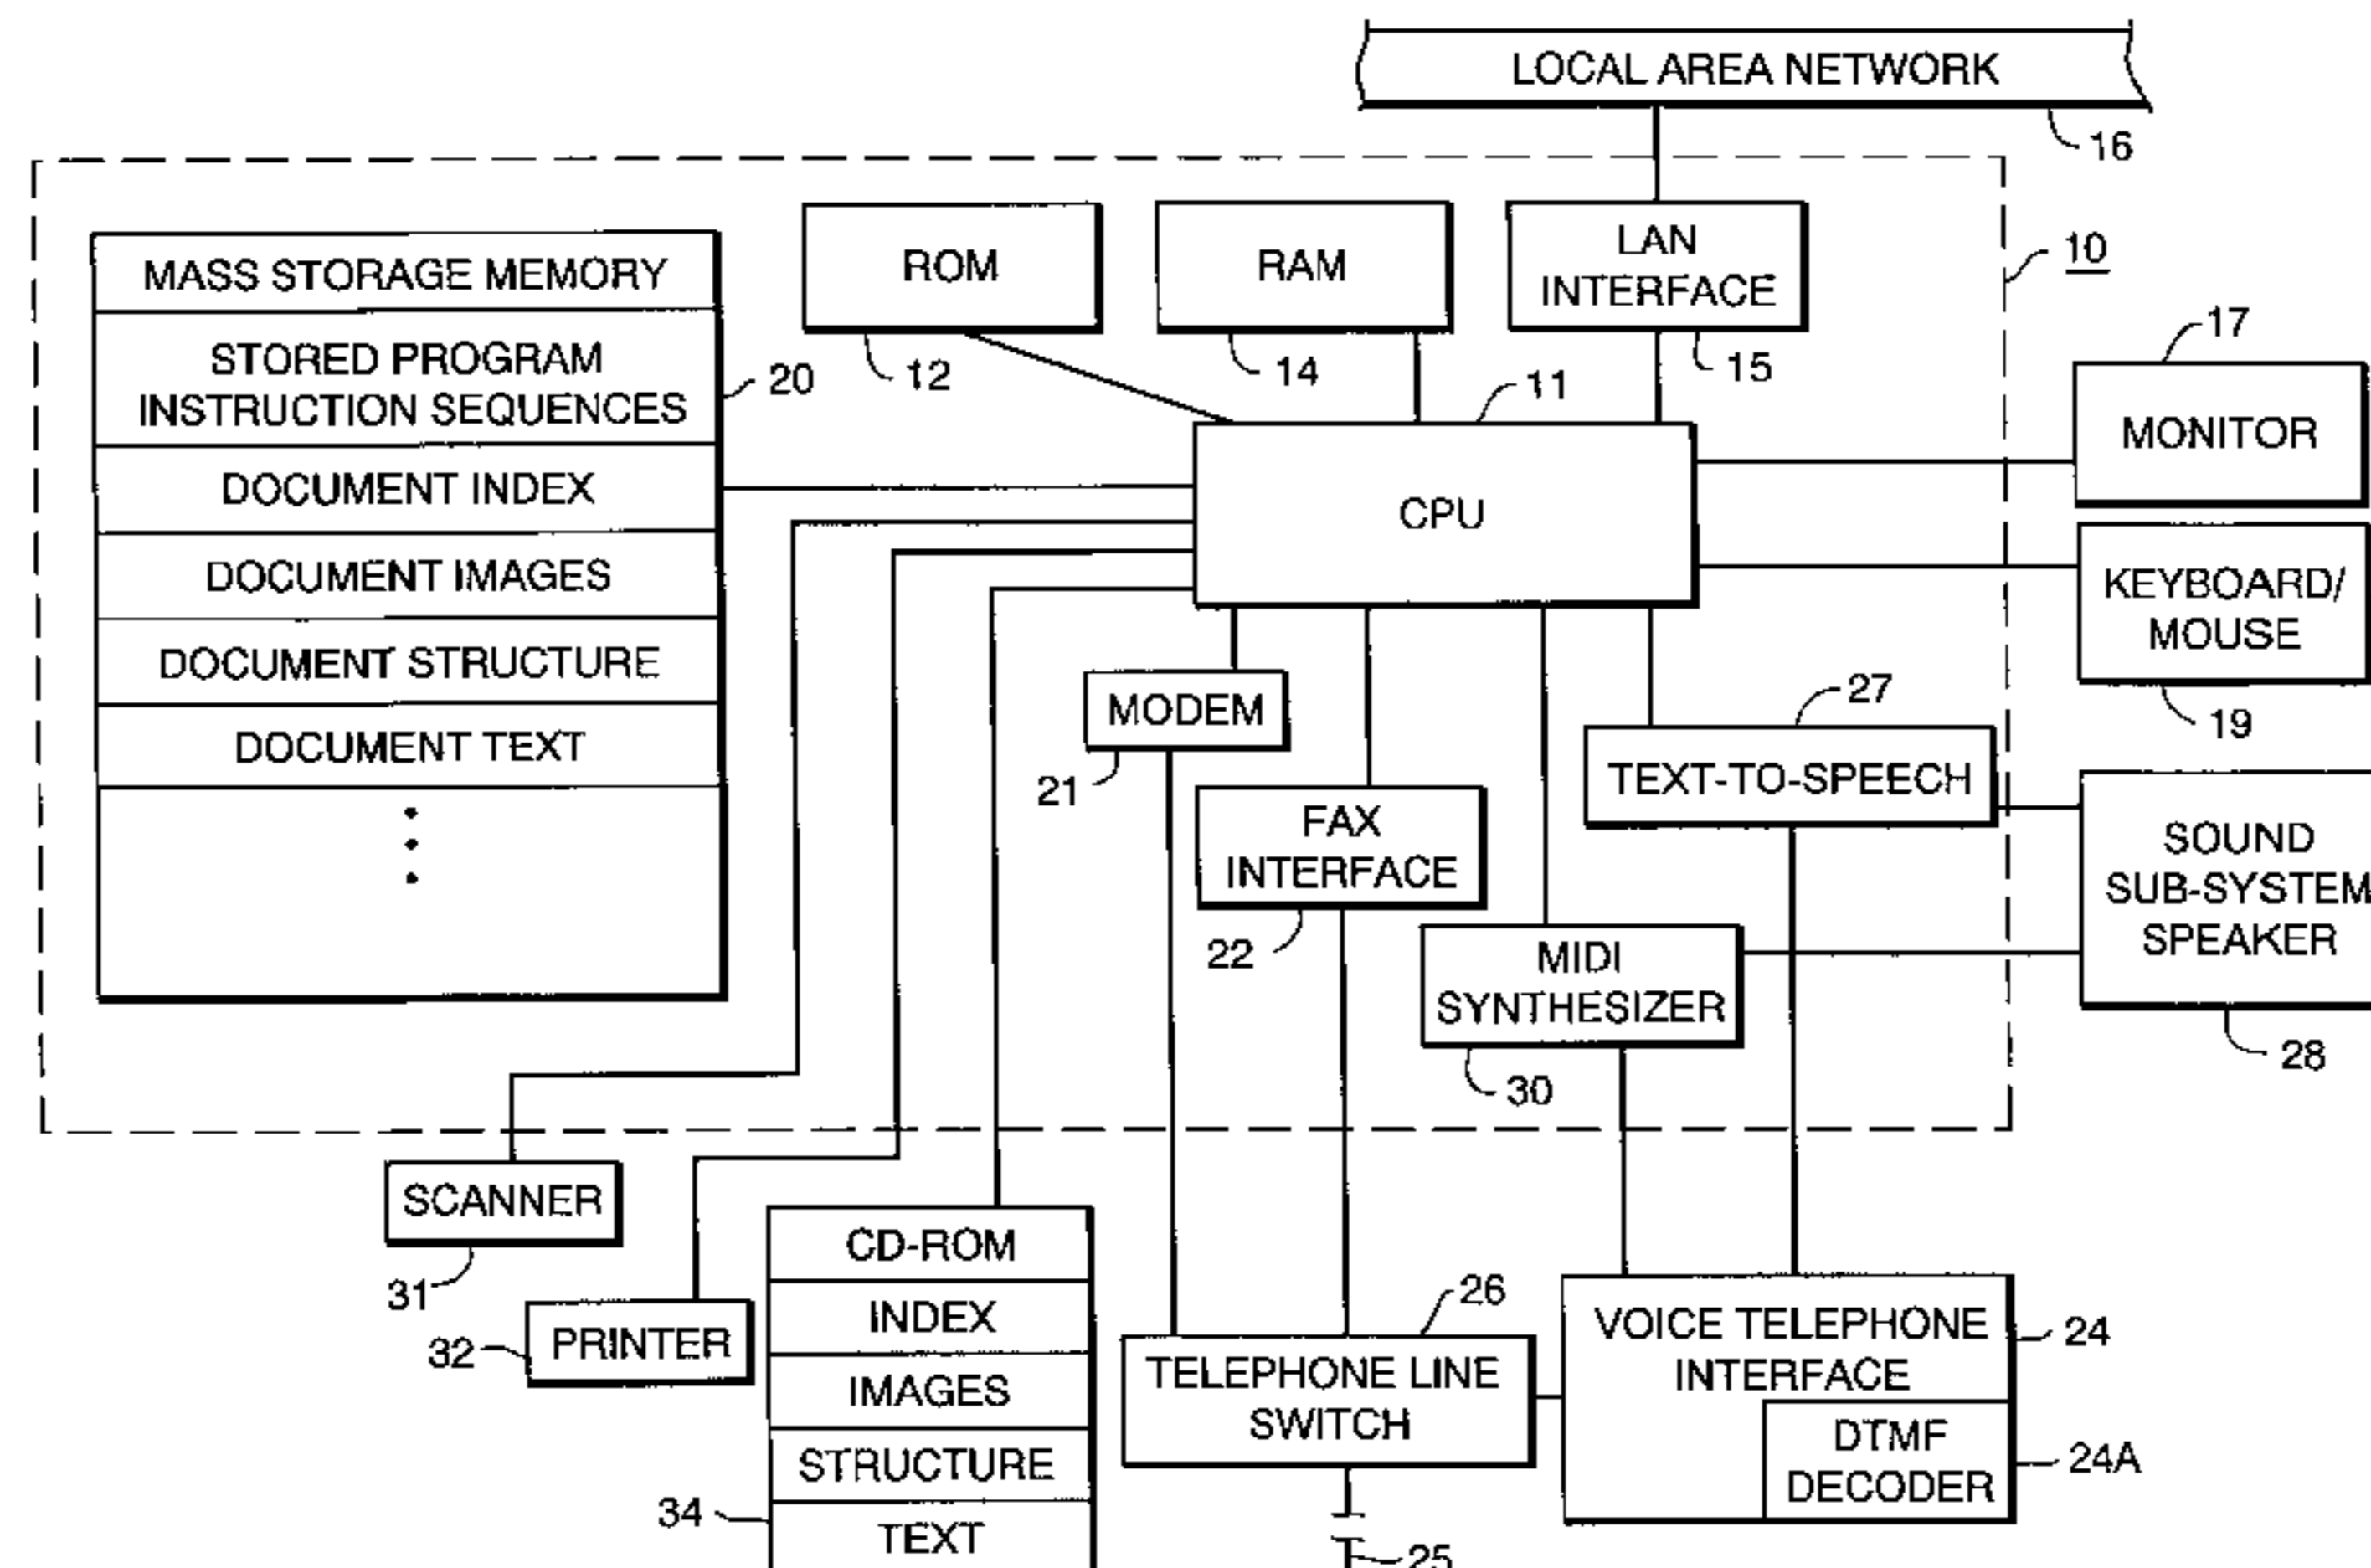 LOCAL AREA NETWORK
16
10
MASS STORAGE MEMORY
STORED PROGRAM
INSTRUCTION SEQUENCES
DOCUMENT INDEX
DOCUMENT IMAGES
DOCUMENT STRUCTURE
DOCUMENT TEXT
20
ROM
12
RAM
14
LAN
INTERFACE
15
11
CPU
17
MONITOR
KEYBOARD/
MOUSE
19
MODEM
21
FAX
INTERFACE
22
27
TEXT-TO-SPEECH
SOUND
SUB-SYSTEM
SPEAKER
28
MIDI
SYNTHESIZER
30
SCANNER
31
PRINTER
32
CD-ROM
INDEX
IMAGES
STRUCTURE
TEXT
34
26
TELEPHONE LINE
SWITCH
25
VOICE TELEPHONE
INTERFACE
24
DTMF
DECODER
24A